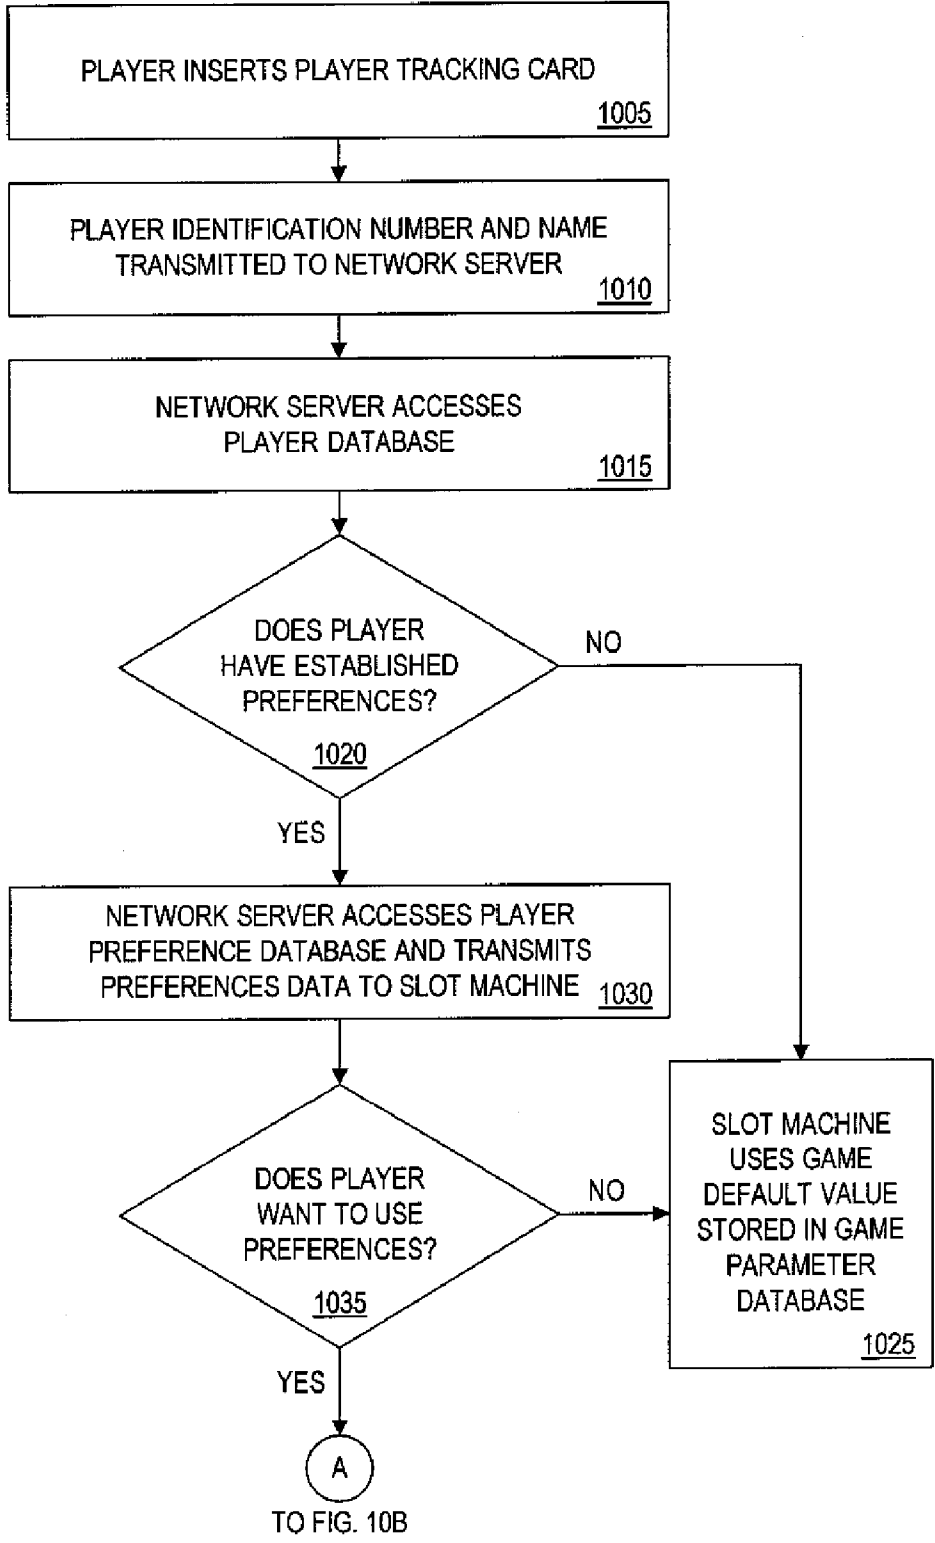 PLAYER INSERTS PLAYER TRACKING CARD
1005
PLAYER IDENTIFICATION NUMBER AND NAME
TRANSMITTED TO NETWORK SERVER
1010
NETWORK SERVER ACCESSES
PLAYER DATABASE
1015
DOES PLAYER
HAVE ESTABLISHED
PREFERENCES?
1020
NO
YES
NETWORK SERVER ACCESSES PLAYER
PREFERENCE DATABASE AND TRANSMITS
PREFERENCES DATA TO SLOT MACHINE
1030
DOES PLAYER
WANT TO USE
PREFERENCES?
1035
NO
SLOT MACHINE
USES GAME
DEFAULT VALUE
STORED IN GAME
PARAMETER
DATABASE
1025
YES
A
TO FIG. 10B